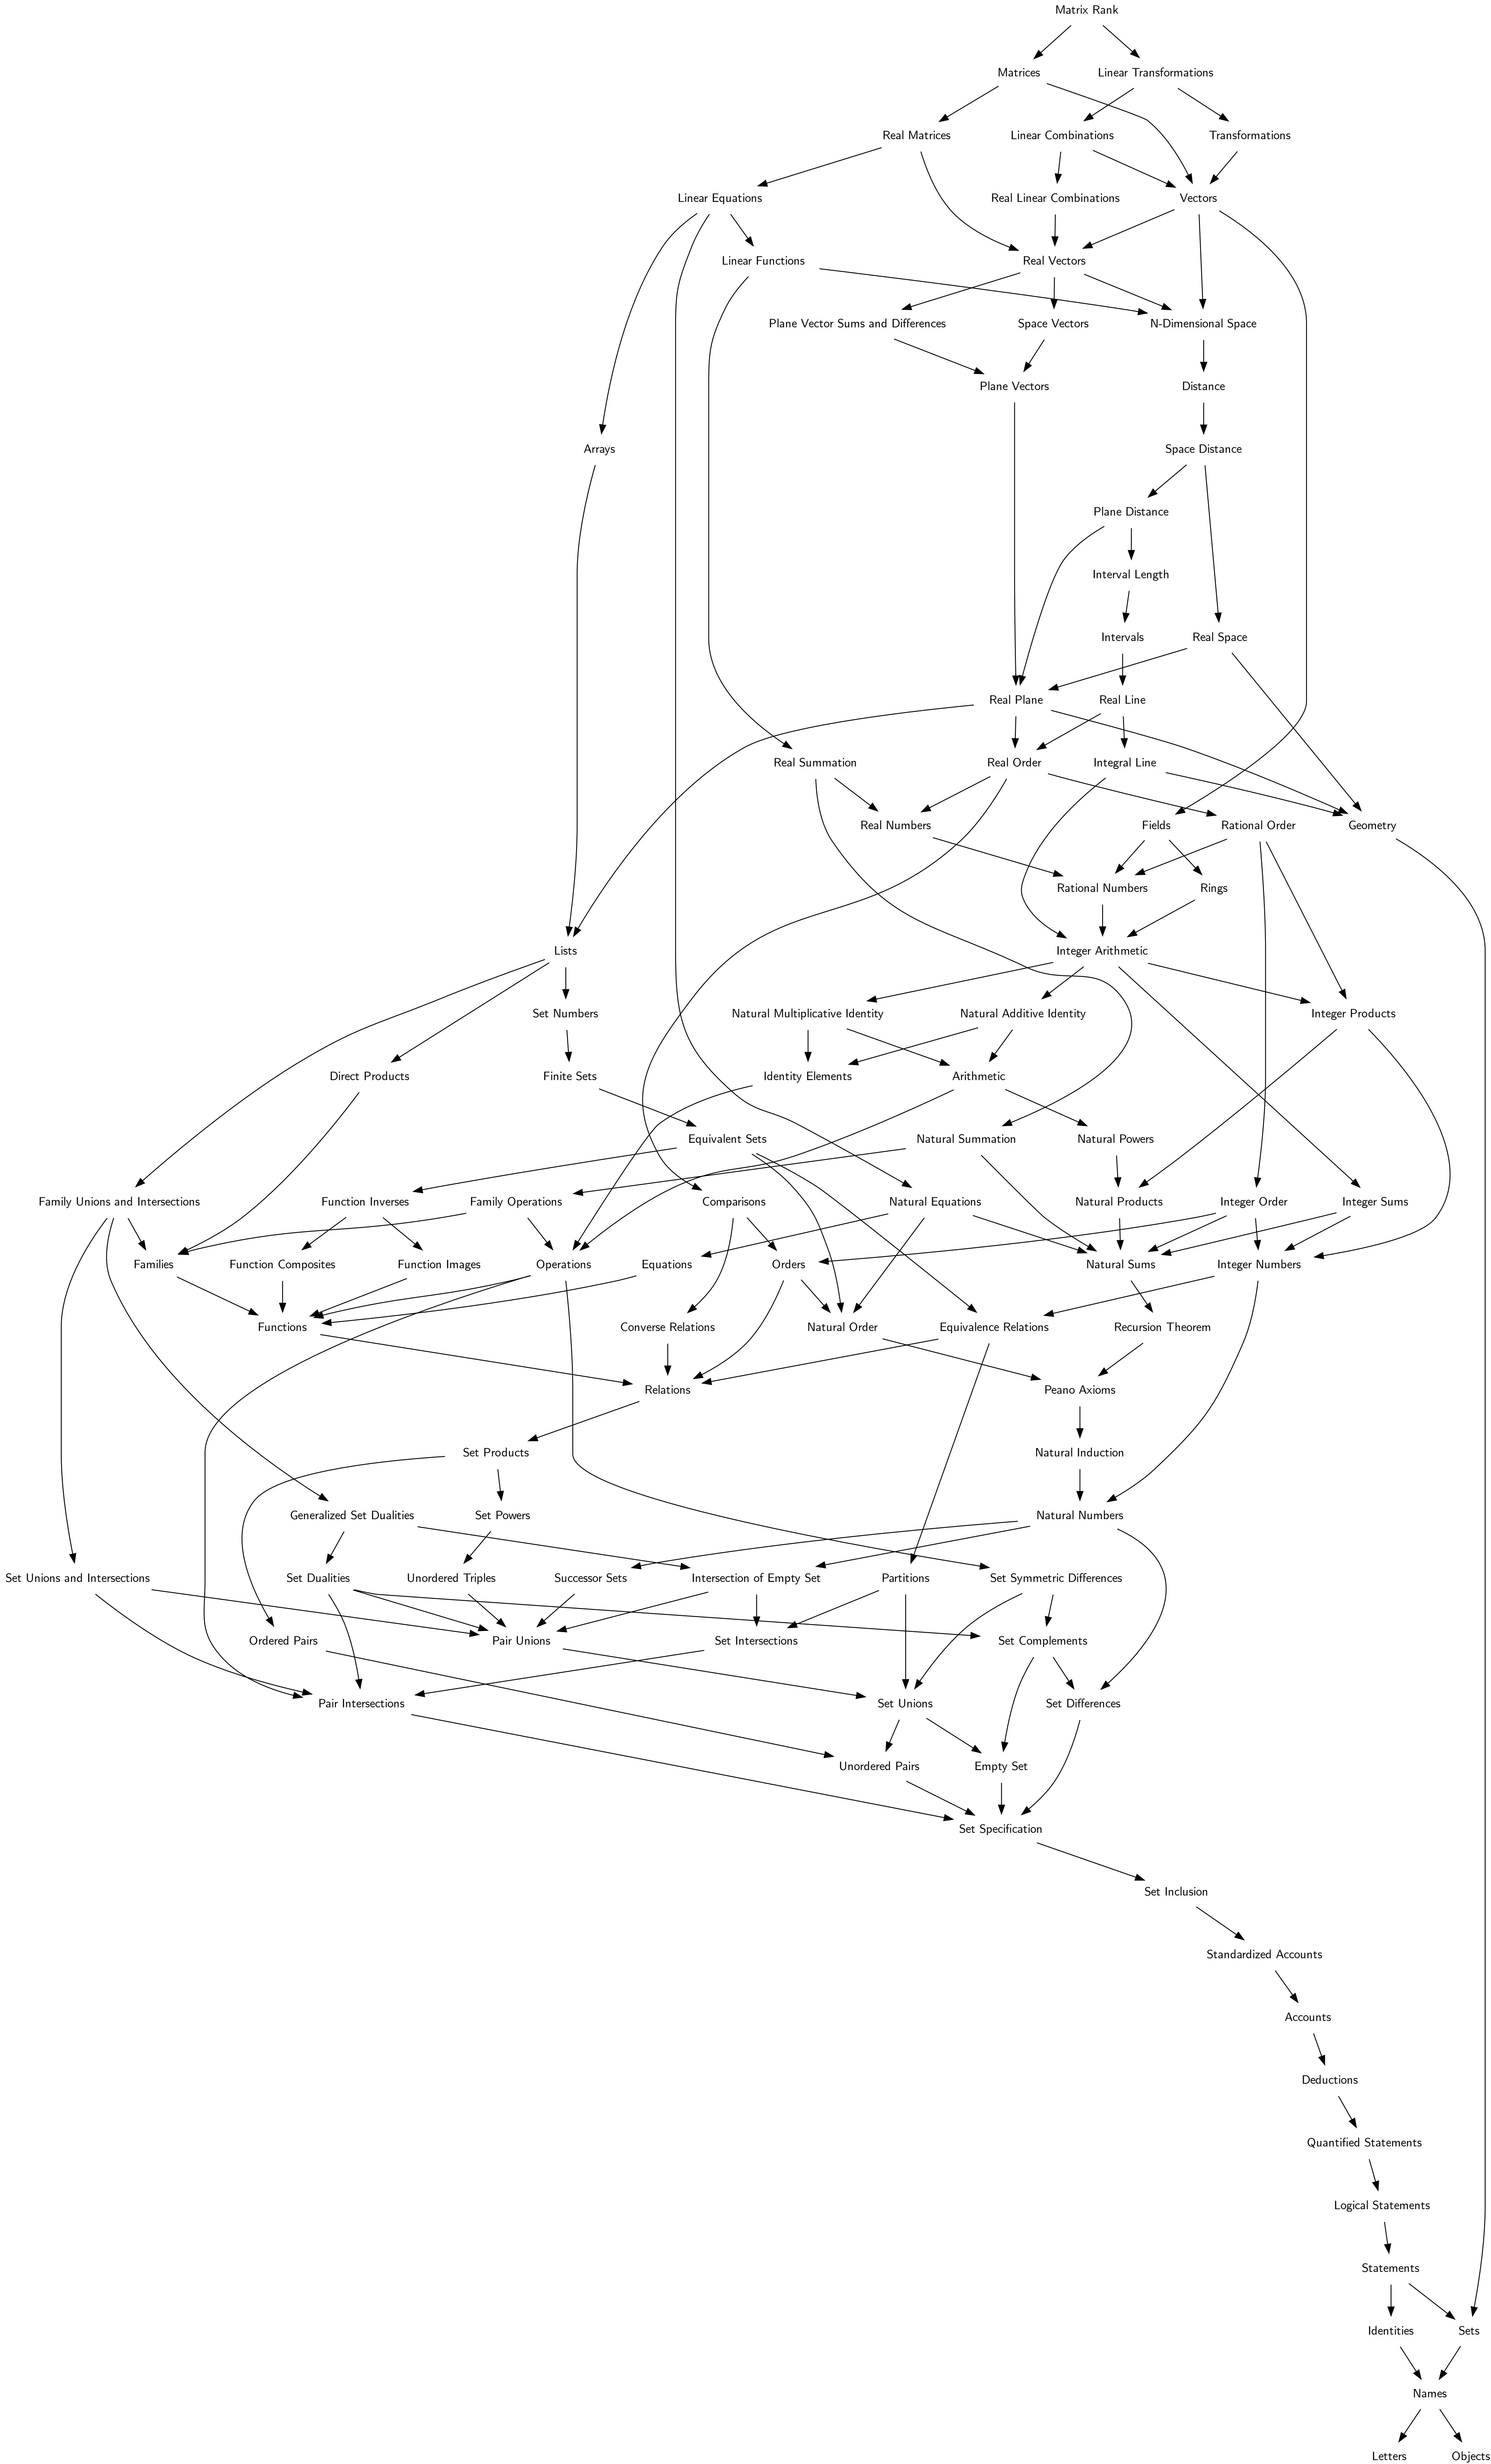 Matrix Rank
Matrices
Linear Transformations
Real Matrices
Linear Combinations
Transformations
Linear Equations
Real Linear Combinations
Vectors
Linear Functions
Real Vectors
Plane Vector Sums and Differences
Space Vectors
N-Dimensional Space
Plane Vectors
Distance
Arrays
Space Distance
Plane Distance
Interval Length
Intervals
Real Space
Real Plane
Real Line
Real Summation
Real Order
Integral Line
Real Numbers
Fields
Rational Order
Geometry
Rational Numbers
Rings
Lists
Integer Arithmetic
Set Numbers
Natural Multiplicative Identity
Natural Additive Identity
Integer Products
Direct Products
Finite Sets
Identity Elements
Arithmetic
Equivalent Sets
Natural Summation
Natural Powers
Family Unions and Intersections
Function Inverses
Family Operations
Comparisons
Natural Equations
Natural Products
Integer Order
Integer Sums
Families
Function Composites
Function Images
Operations
Equations
Orders
Natural Sums
Integer Numbers
Functions
Converse Relations
Natural Order
Equivalence Relations
Recursion Theorem
Relations
Peano Axioms
Set Products
Natural Induction
Generalized Set Dualities
Set Powers
Natural Numbers
Set Unions and Intersections
Set Dualities
Unordered Triples
Successor Sets
Intersection of Empty Set
Partitions
Set Symmetric Differences
Ordered Pairs
Pair Unions
Set Intersections
Set Complements
Pair Intersections
Set Unions
Set Differences
Unordered Pairs
Empty Set
Set Specification
Set Inclusion
Standardized Accounts
Accounts
Deductions
Quantified Statements
Logical Statements
Statements
Identities
Sets
Names
Letters
Objects